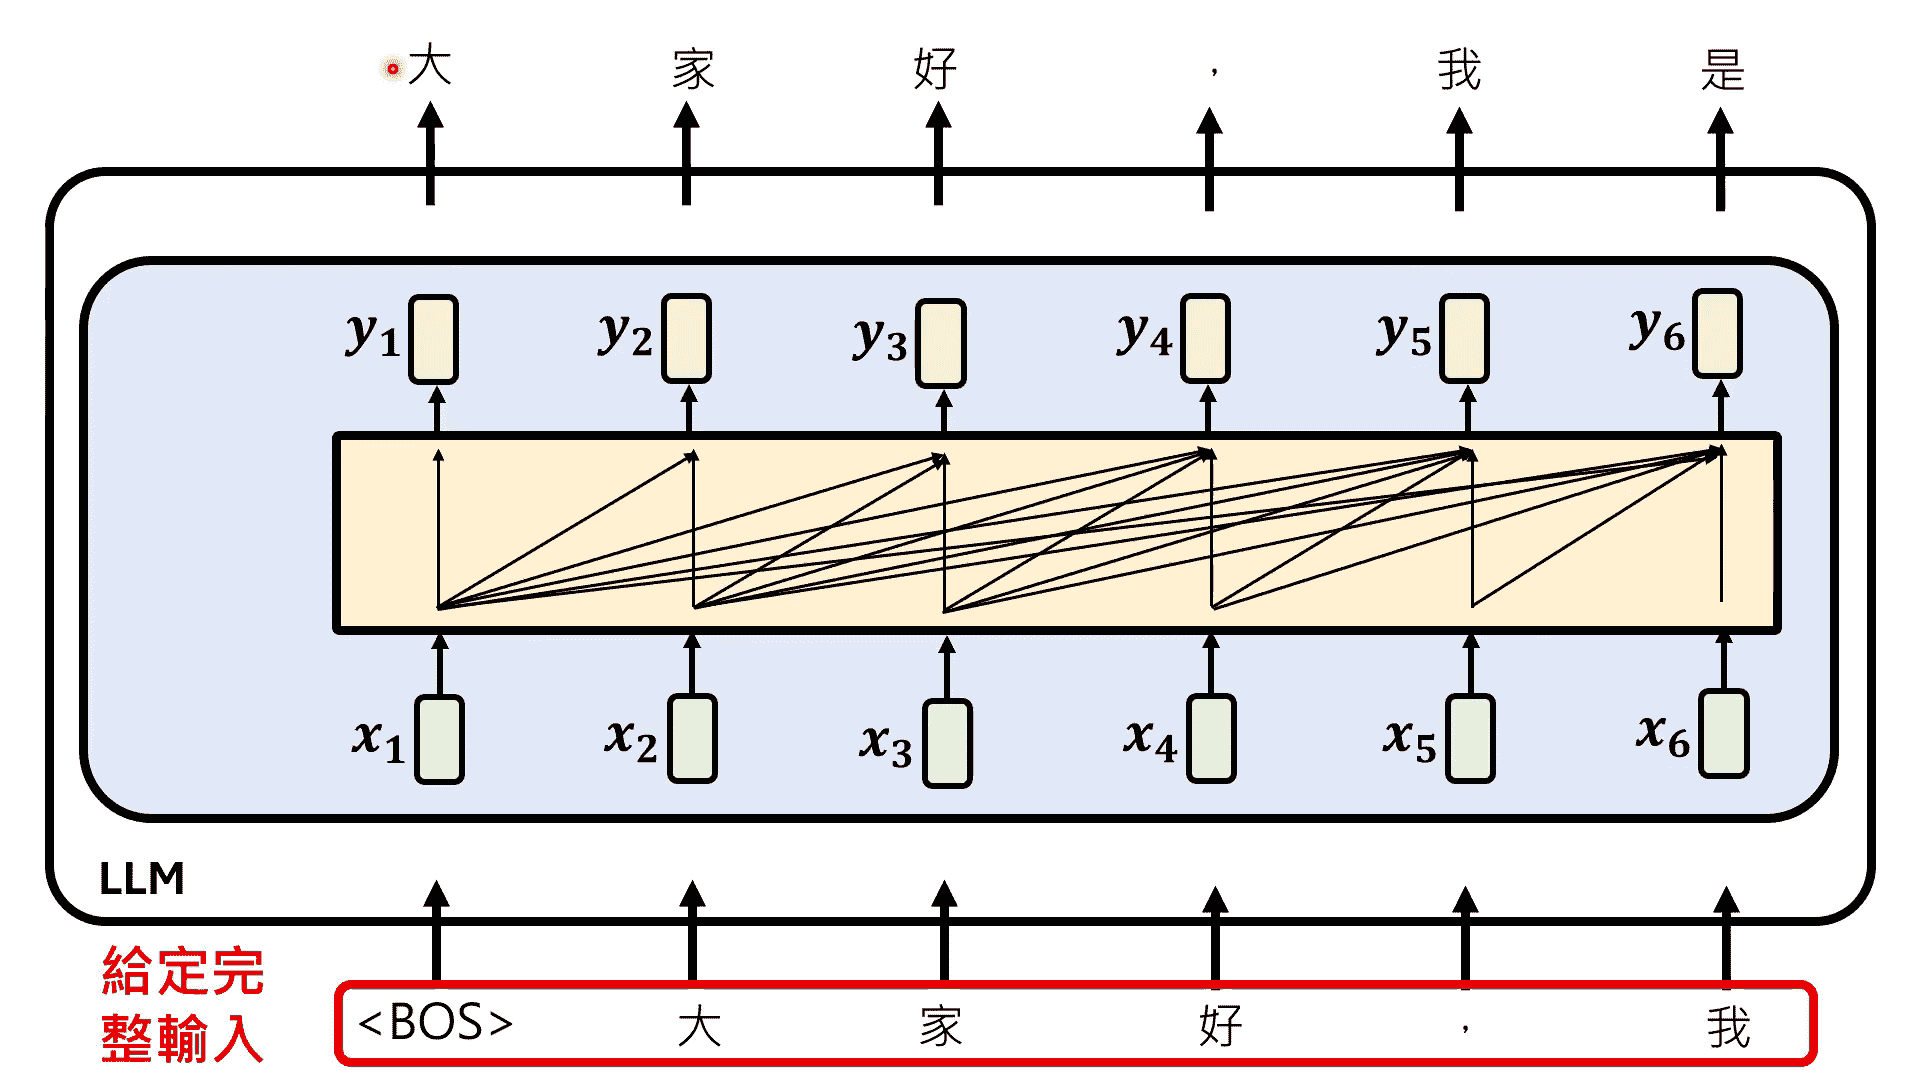 大 家 好 , 我 是
y1 y2 y3 y4 y5 y6
x1 x2 x3 x4 x5 x6
LLM
給定完
整輸入
<BOS> 大 家 好 , 我